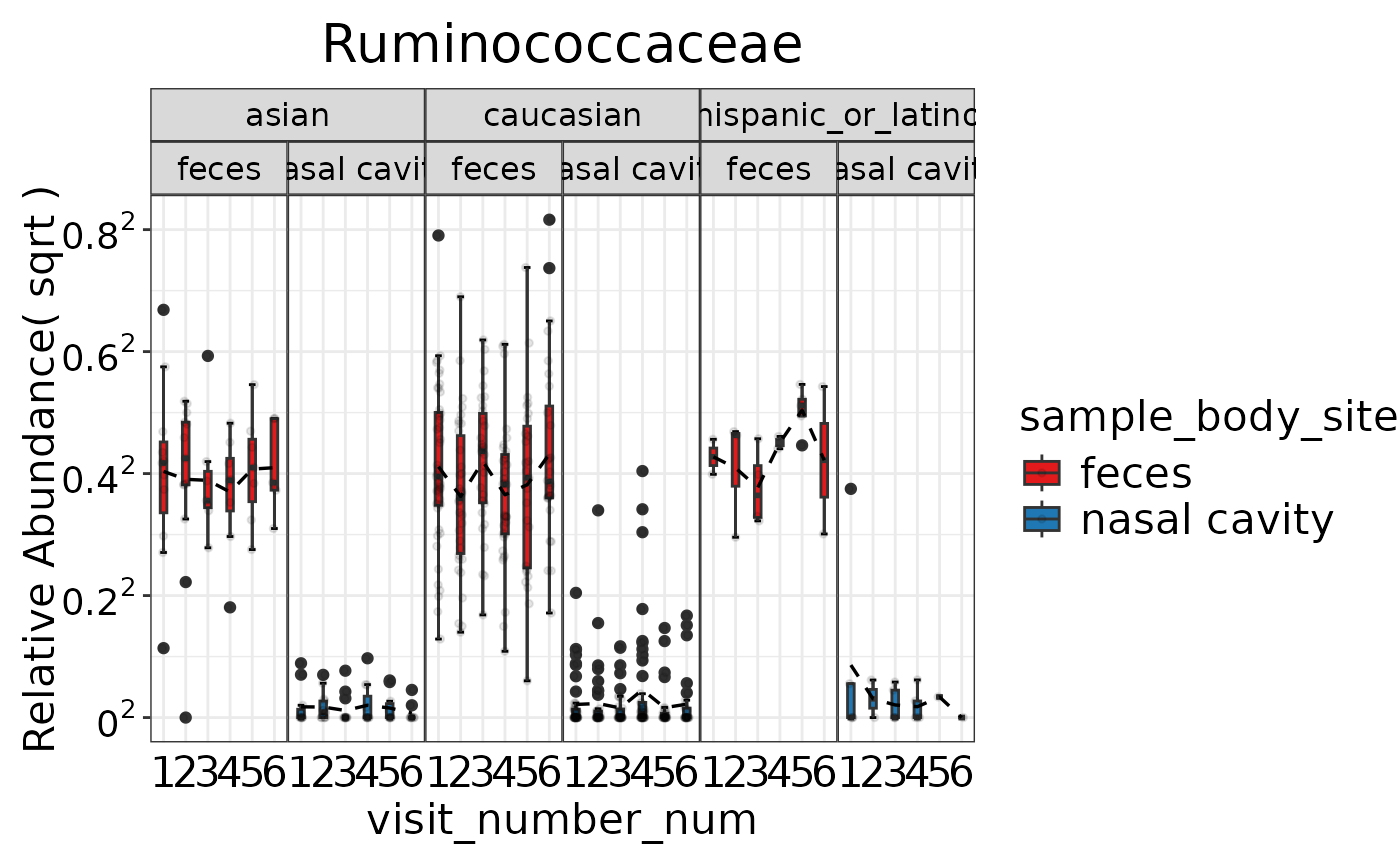 Ruminococcaceae
asian caucasian hispanic_or_latino
feces asal cavit feces asal cavit feces asal cavit
Relative Abundance( sqrt )
0.8²
0.6²
0.4²
0.2²
0²
123456 123456 123456 123456 123456 123456
visit_number_num
sample_body_site
feces
nasal cavity